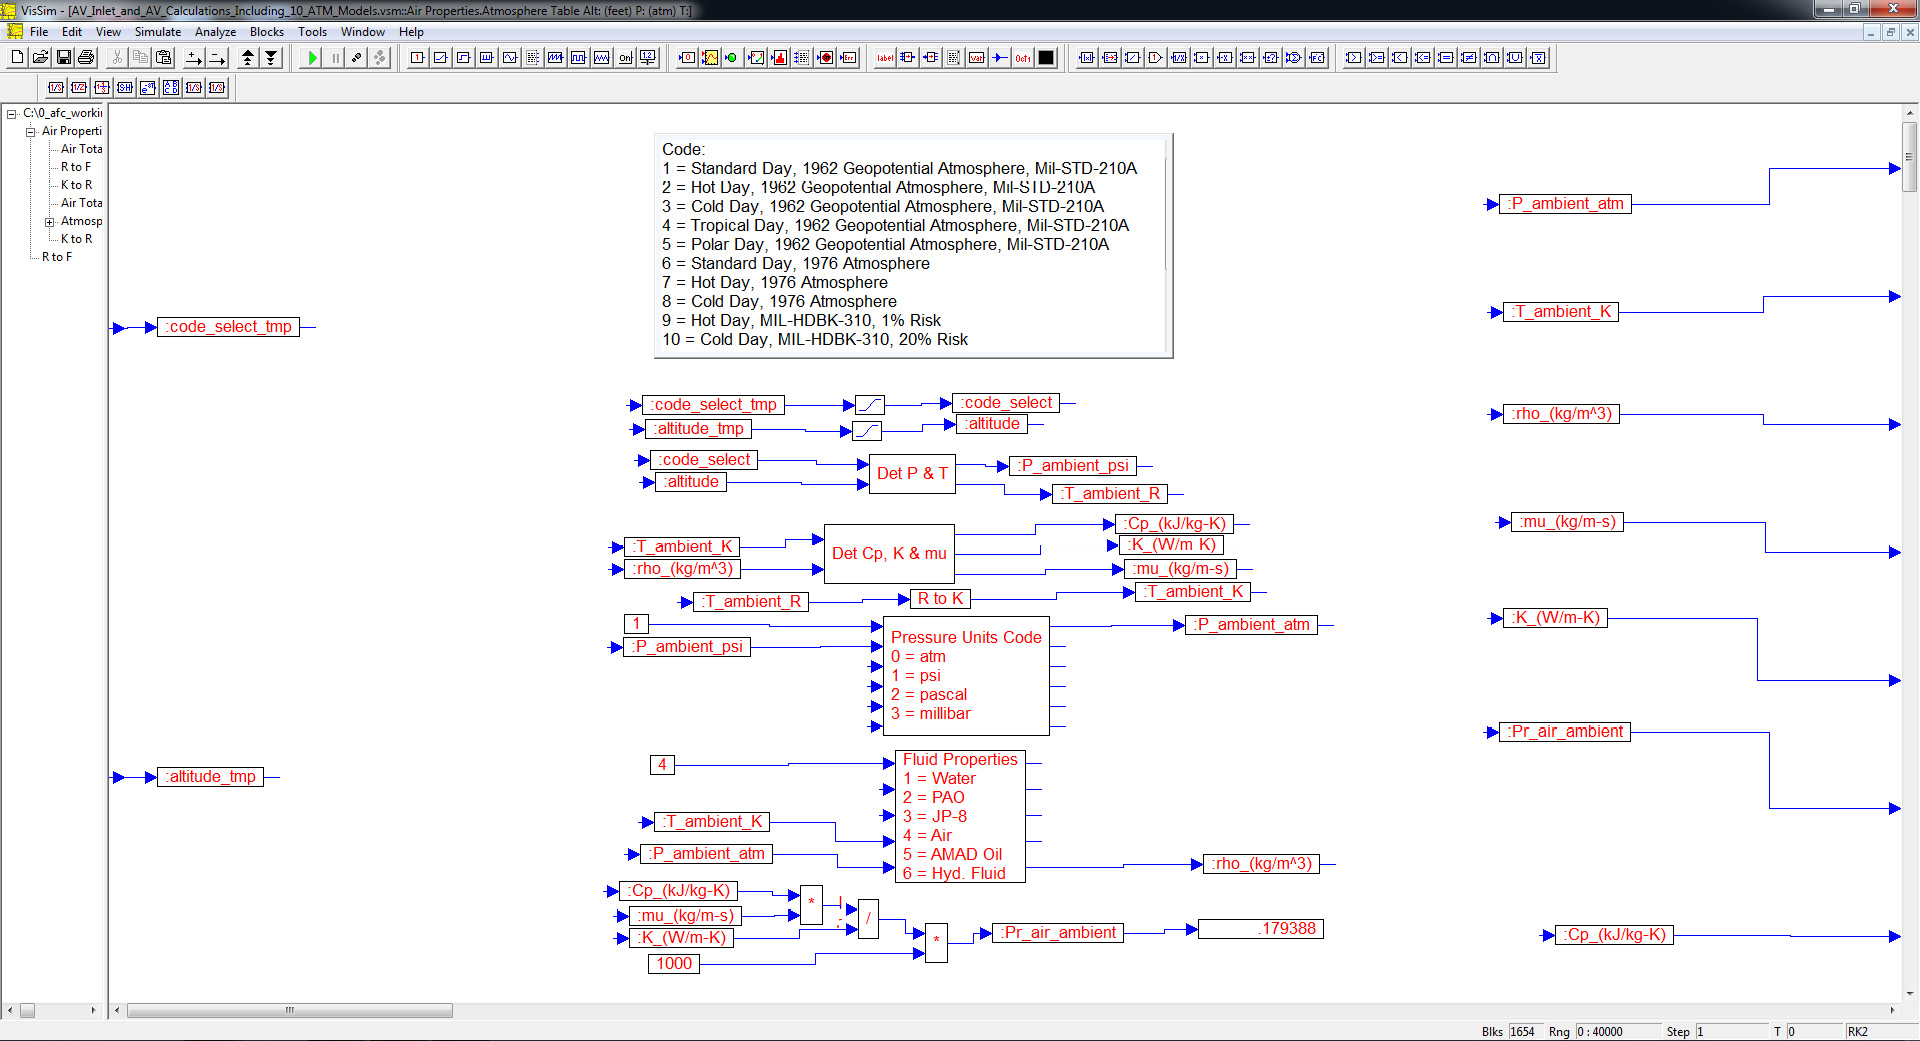 VisSim - [AV_Inlet_and_AV_Calculations_Including_10_ATM_Models.vsm::Air Properties.Atmosphere Table Alt: (feet) P: (atm) T:]
File Edit View Simulate Analyze Blocks Tools Window Help
C:\0_afc_worki
Air Properti
Air Tota
R to F
K to R
Air Tota
Atmosp
K to R
R to F
Code:
1 = Standard Day, 1962 Geopotential Atmosphere, Mil-STD-210A
2 = Hot Day, 1962 Geopotential Atmosphere, Mil-STD-210A
3 = Cold Day, 1962 Geopotential Atmosphere, Mil-STD-210A
4 = Tropical Day, 1962 Geopotential Atmosphere, Mil-STD-210A
5 = Polar Day, 1962 Geopotential Atmosphere, Mil-STD-210A
6 = Standard Day, 1976 Atmosphere
7 = Hot Day, 1976 Atmosphere
8 = Cold Day, 1976 Atmosphere
9 = Hot Day, MIL-HDBK-310, 1% Risk
10 = Cold Day, MIL-HDBK-310, 20% Risk
:code_select_tmp
:altitude_tmp
:code_select_tmp :code_select
:altitude_tmp :altitude
:code_select Det P & T :P_ambient_psi
:altitude :T_ambient_R
:T_ambient_K Det Cp, K & mu :Cp_(kJ/kg-K)
:K_(W/m K)
:rho_(kg/m^3) :mu_(kg/m-s)
:T_ambient_R R to K :T_ambient_K
1 :P_ambient_atm
:P_ambient_psi
Pressure Units Code
0 = atm
1 = psi
2 = pascal
3 = millibar
4
:T_ambient_K
:P_ambient_atm
Fluid Properties
1 = Water
2 = PAO
3 = JP-8
4 = Air
5 = AMAD Oil
6 = Hyd. Fluid
:rho_(kg/m^3)
:Cp_(kJ/kg-K) *
:mu_(kg/m-s) /
:K_(W/m-K) * :Pr_air_ambient .179388
1000
:P_ambient_atm
:T_ambient_K
:rho_(kg/m^3)
:mu_(kg/m-s)
:K_(W/m-K)
:Pr_air_ambient
:Cp_(kJ/kg-K)
Blks 1654 Rng 0 : 40000 Step 1 T 0 RK2